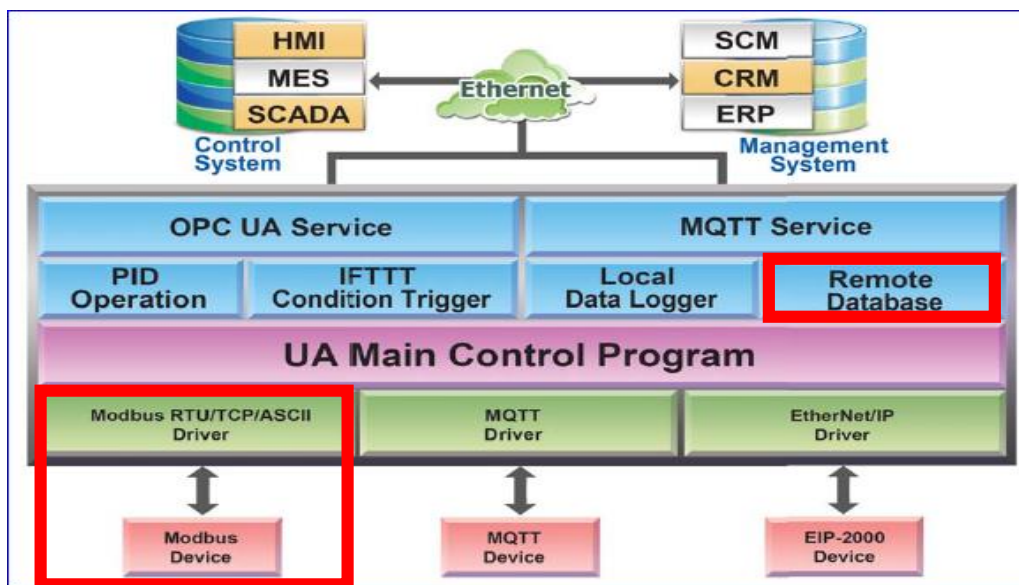 HMI
MES
SCADA
Control
System
Ethernet
SCM
CRM
ERP
Management
System
OPC UA Service
MQTT Service
PID
Operation
IFTTT
Condition Trigger
Local
Data Logger
Remote
Database
UA Main Control Program
Modbus RTU/TCP/ASCII
Driver
MQTT
Driver
EtherNet/IP
Driver
Modbus
Device
MQTT
Device
EIP-2000
Device